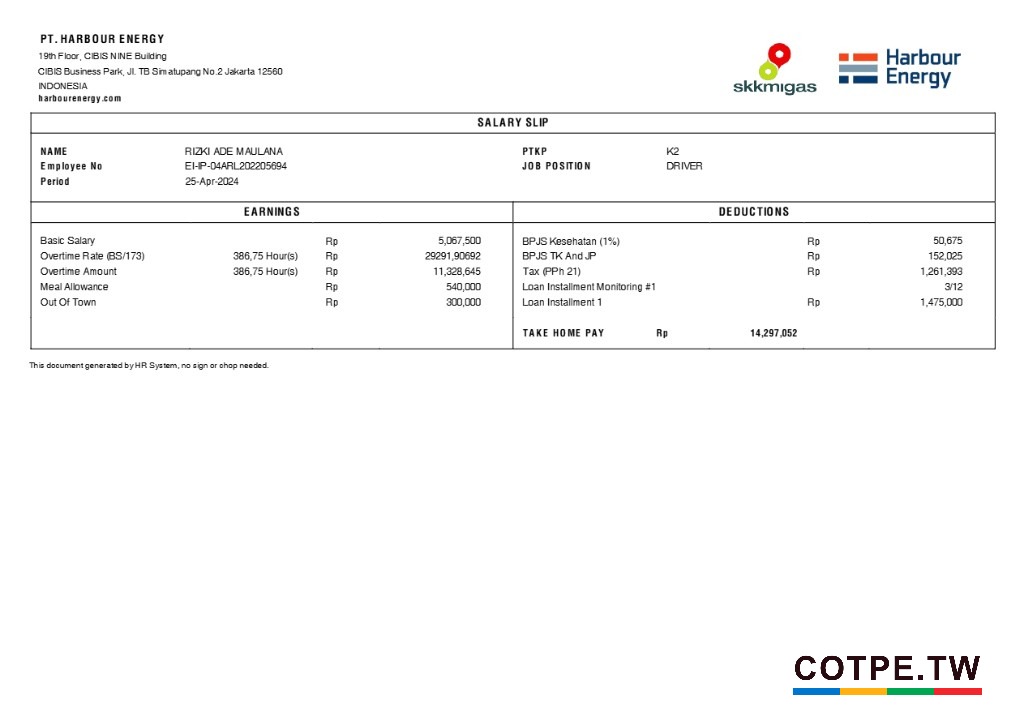 PT. HARBOUR ENERGY
19th Floor, CIBIS NINE Building
CIBIS Business Park, Jl. TB Simatupang No.2 Jakarta 12560
INDONESIA
harbourenergy.com
skkmigas
Harbour
Energy
SALARY SLIP
NAME RIZKI ADE MAULANA PTKP K2
Employee No EI-IP-04ARL202205694 JOB POSITION DRIVER
Period 25-Apr-2024
EARNINGS DEDUCTIONS
Basic Salary Rp 5,067,500 BPJS Kesehatan (1%) Rp 50,675
Overtime Rate (BS/173) 386,75 Hour(s) Rp 29291,90692 BPJS TK And JP Rp 152,025
Overtime Amount 386,75 Hour(s) Rp 11,328,645 Tax (PPh 21) Rp 1,261,393
Meal Allowance Rp 540,000 Loan Installment Monitoring #1 3/12
Out Of Town Rp 300,000 Loan Installment 1 Rp 1,475,000
TAKE HOME PAY Rp 14,297,052
This document generated by HR System, no sign or chop needed.
COTPE.TW